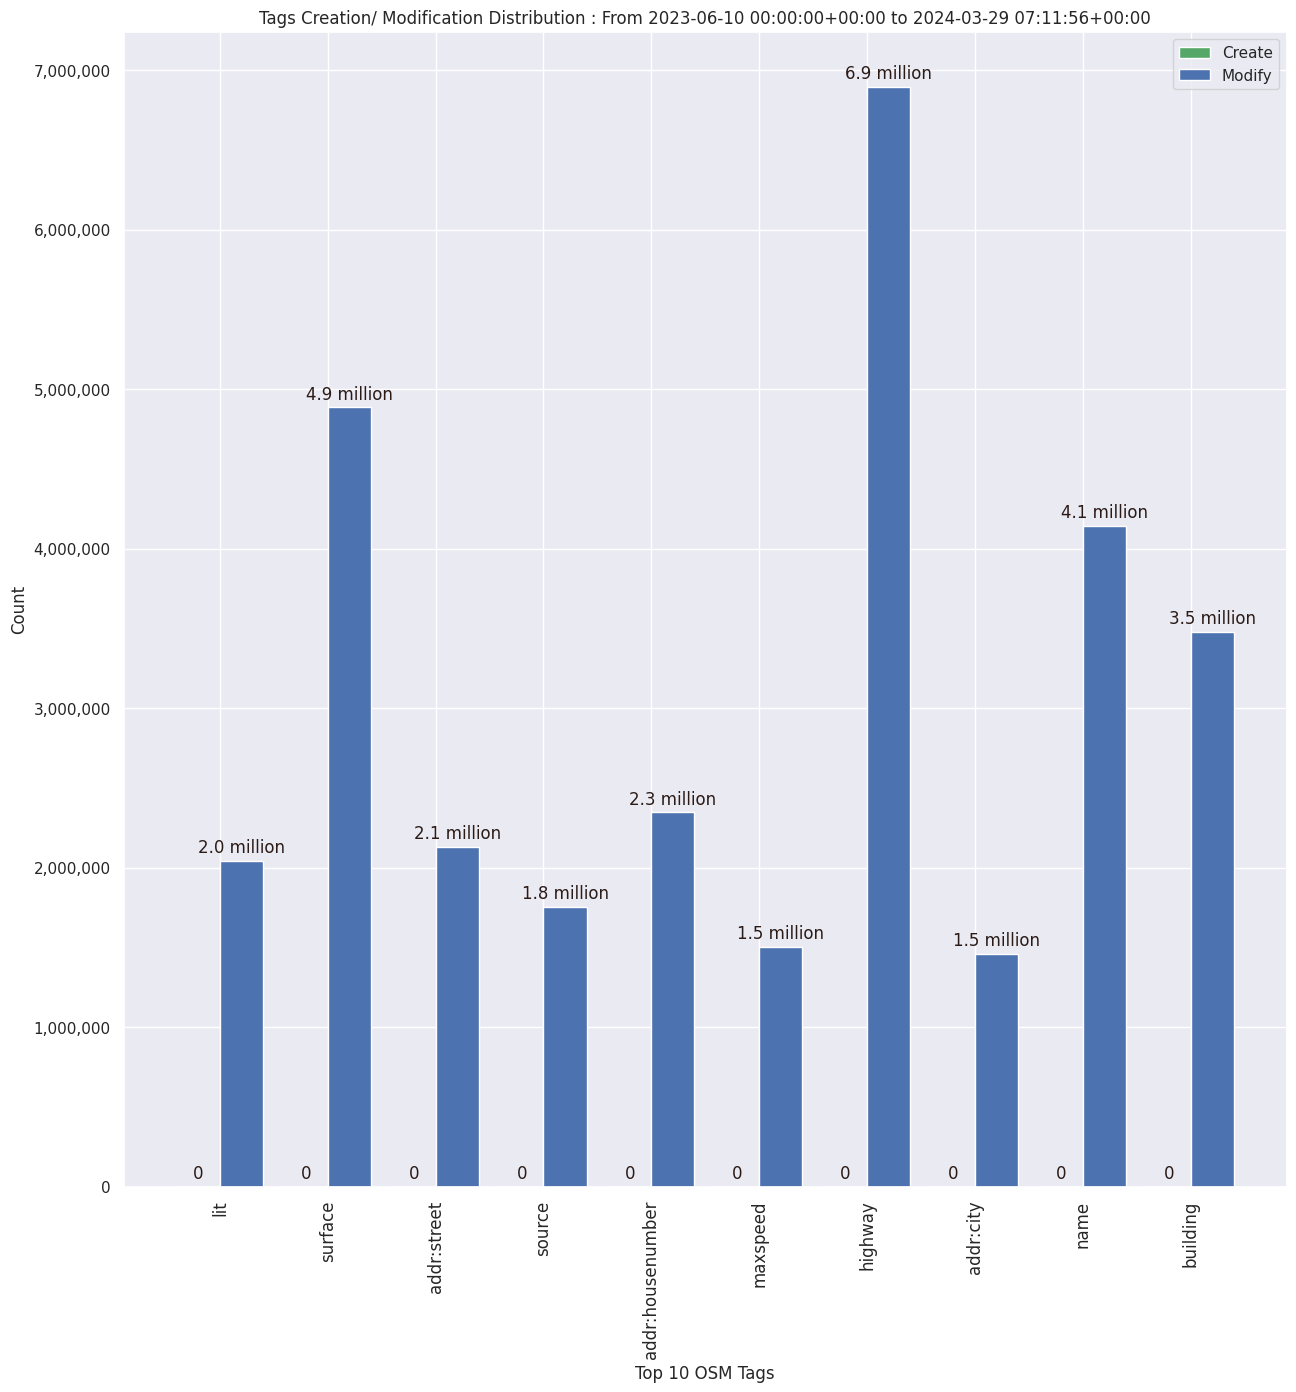 Tags Creation/ Modification Distribution : From 2023-06-10 00:00:00+00:00 to 2024-03-29 07:11:56+00:00
Create
Modify
7,000,000
6,000,000
5,000,000
4,000,000
3,000,000
2,000,000
1,000,000
0
Count
2.0 million
4.9 million
2.1 million
1.8 million
2.3 million
1.5 million
6.9 million
1.5 million
4.1 million
3.5 million
0
0
0
0
0
0
0
0
0
0
lit
surface
addr:street
source
addr:housenumber
maxspeed
highway
addr:city
name
building
Top 10 OSM Tags